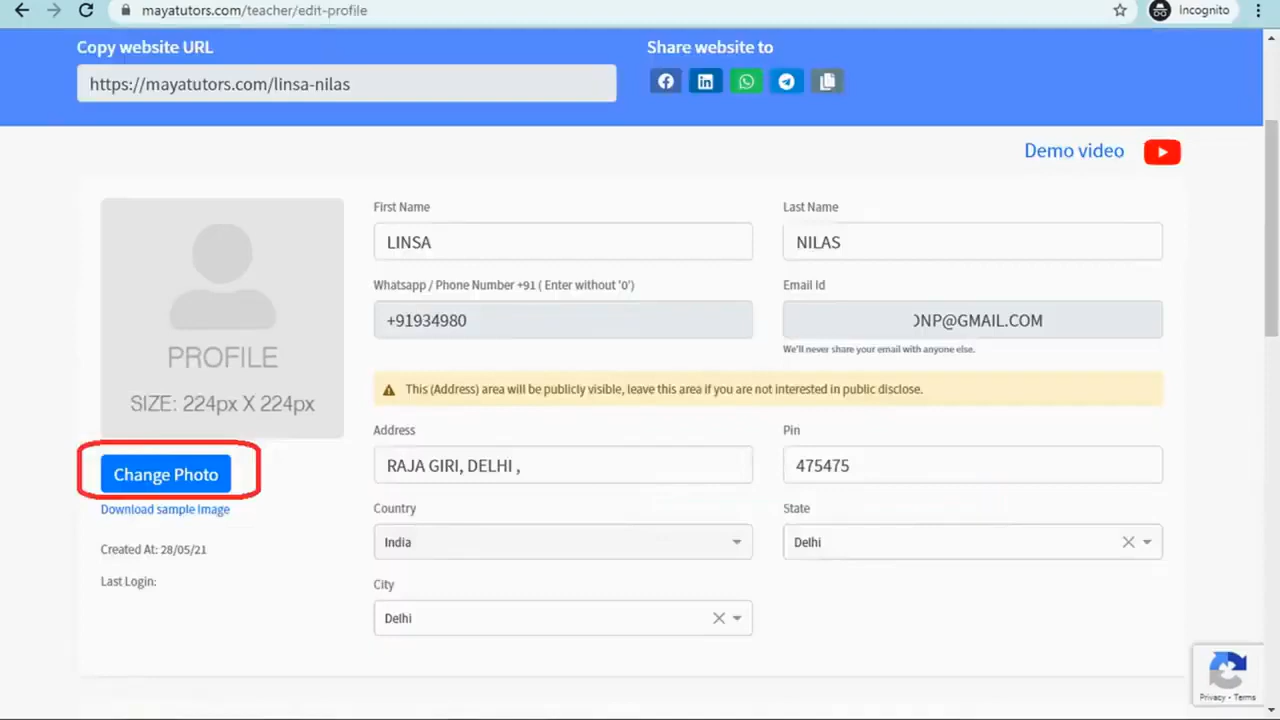 mayatutors.com/teacher/edit-profile
Incognito
Copy website URL
Share website to
https://mayatutors.com/linsa-nilas
Demo video
PROFILE
SIZE: 224px X 224px
Change Photo
Download sample Image
Created At: 28/05/21
Last Login:
First Name
Last Name
LINSA
NILAS
Whatsapp / Phone Number +91 ( Enter without '0')
Email Id
+91934980
NP@GMAIL.COM
We'll never share your email with anyone else.
This (Address) area will be publicly visible, leave this area if you are not interested in public disclose.
Address
Pin
RAJA GIRI, DELHI ,
475475
Country
State
India
Delhi
City
Delhi
Privacy - Terms